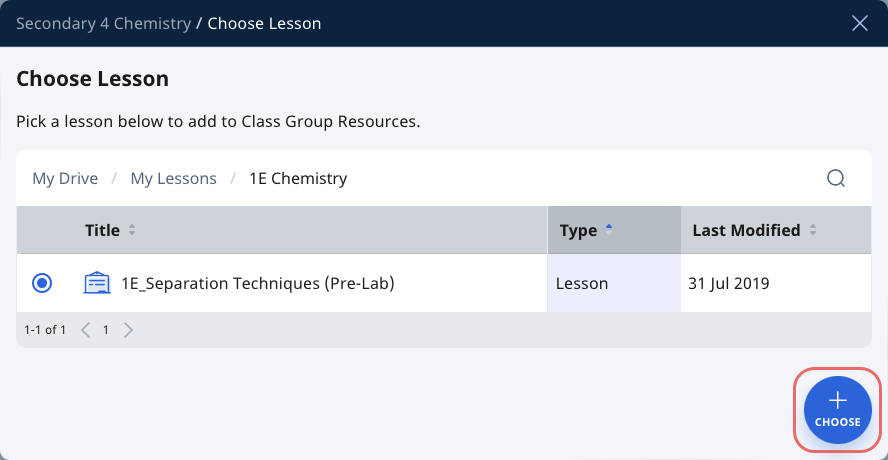 Secondary 4 Chemistry / Choose Lesson
Choose Lesson
Pick a lesson below to add to Class Group Resources.
My Drive / My Lessons / 1E Chemistry
Title Type Last Modified
1E_Separation Techniques (Pre-Lab) Lesson 31 Jul 2019
1-1 of 1 1
CHOOSE